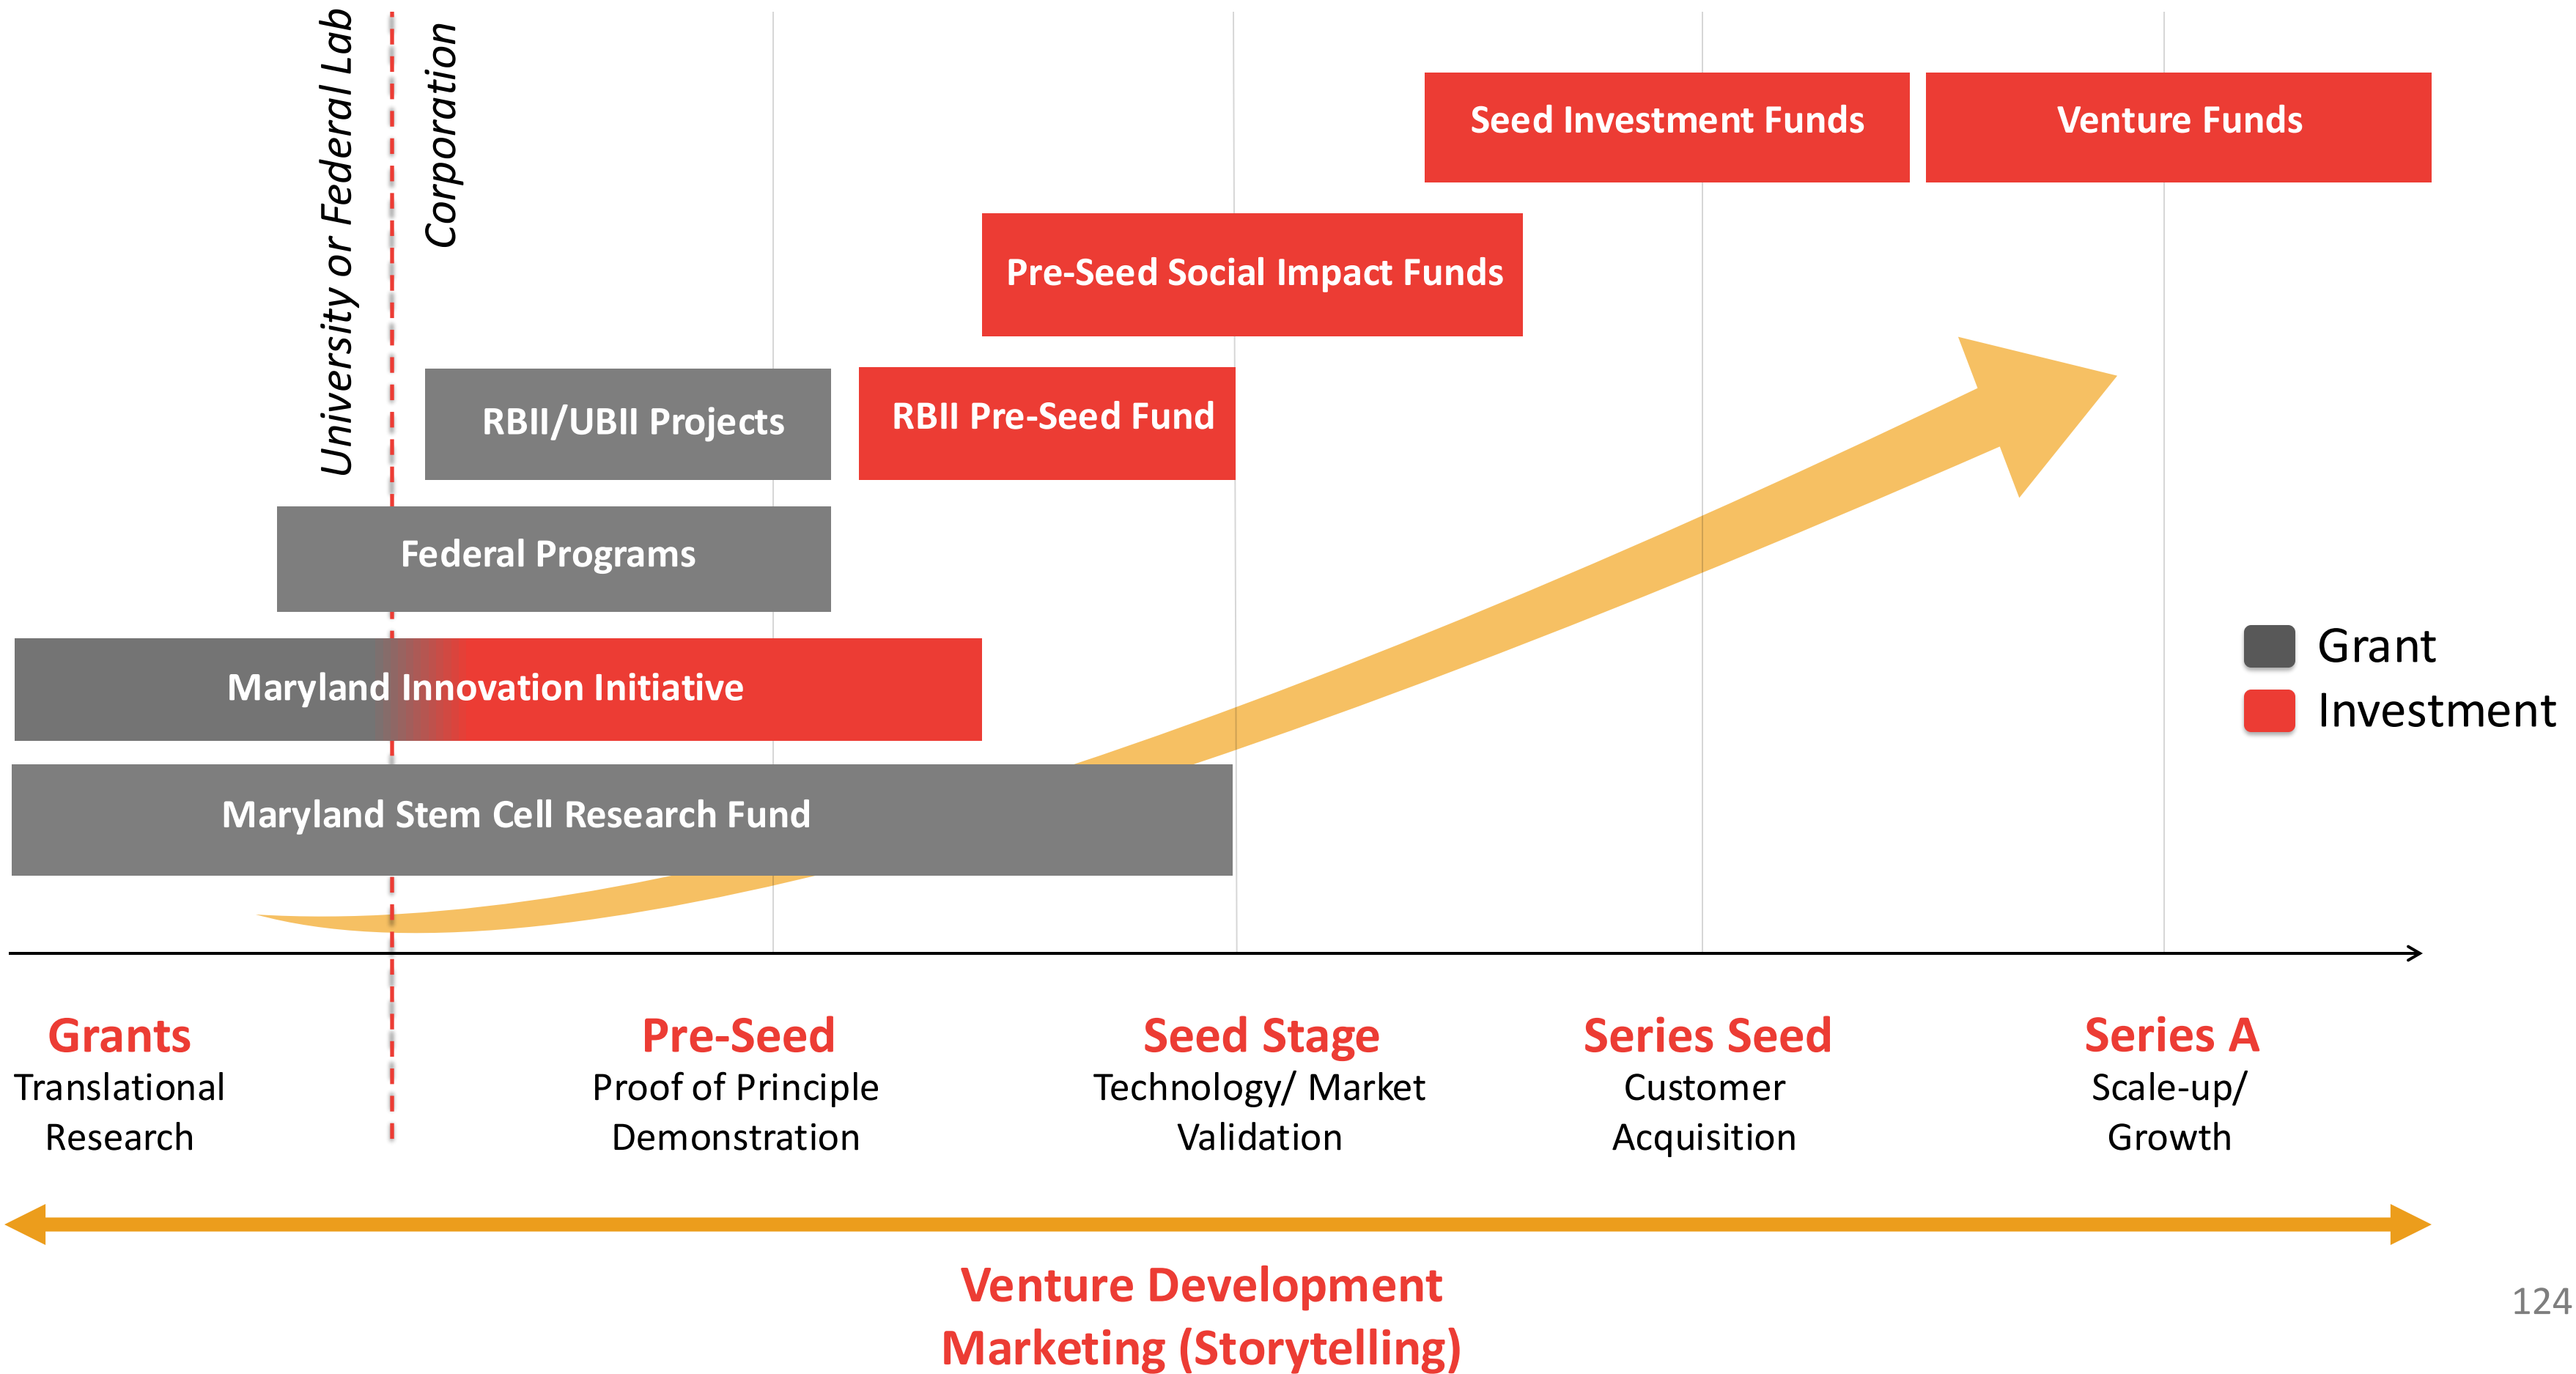 University or Federal Lab
Corporation
Seed Investment Funds
Venture Funds
Pre-Seed Social Impact Funds
RBII/UBII Projects
RBII Pre-Seed Fund
Federal Programs
Maryland Innovation Initiative
Maryland Stem Cell Research Fund
Grant
Investment
Grants
Translational
Research
Pre-Seed
Proof of Principle
Demonstration
Seed Stage
Technology/ Market
Validation
Series Seed
Customer
Acquisition
Series A
Scale-up/
Growth
Venture Development
Marketing (Storytelling)
124